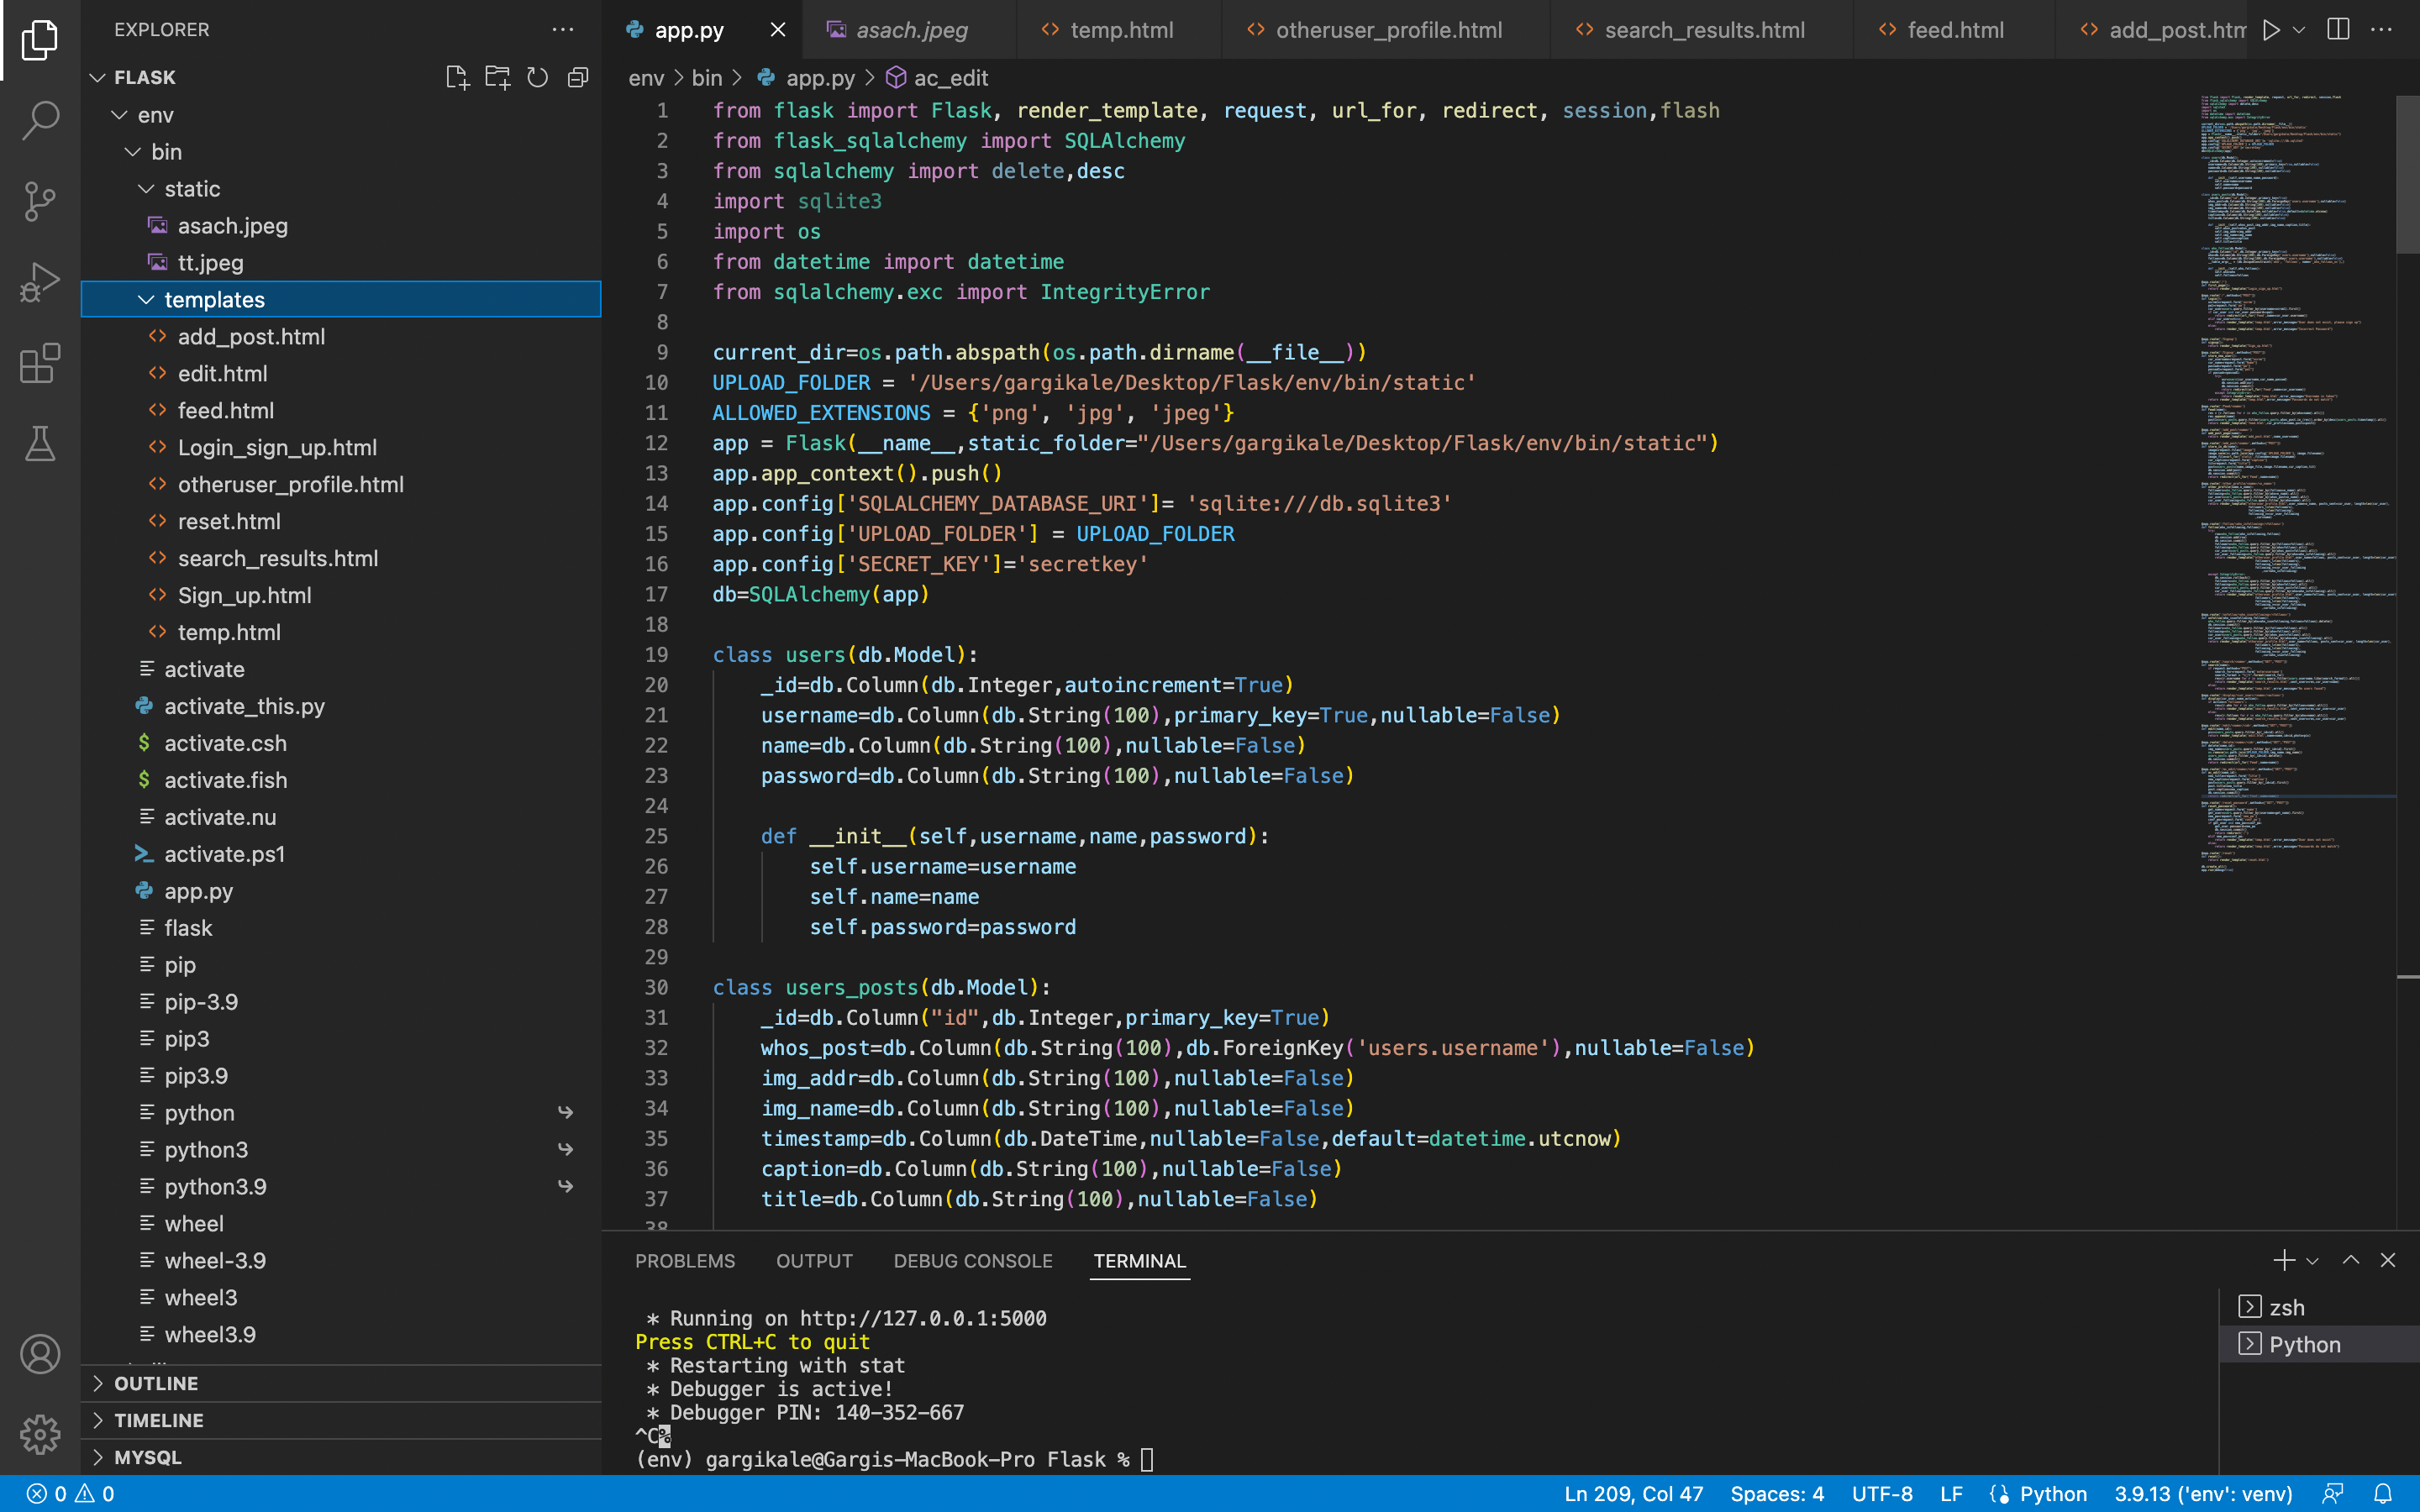 EXPLORER
FLASK
env
bin
static
asach.jpeg
tt.jpeg
templates
add_post.html
edit.html
feed.html
Login_sign_up.html
otheruser_profile.html
reset.html
search_results.html
Sign_up.html
temp.html
activate
activate_this.py
activate.csh
activate.fish
activate.nu
activate.ps1
app.py
flask
pip
pip-3.9
pip3
pip3.9
python
python3
python3.9
wheel
wheel-3.9
wheel3
wheel3.9
OUTLINE
TIMELINE
MYSQL
app.py asach.jpeg temp.html otheruser_profile.html search_results.html feed.html add_post.htm
env > bin > app.py > ac_edit
1 from flask import Flask, render_template, request, url_for, redirect, session,flash
2 from flask_sqlalchemy import SQLAlchemy
3 from sqlalchemy import delete,desc
4 import sqlite3
5 import os
6 from datetime import datetime
7 from sqlalchemy.exc import IntegrityError
8
9 current_dir=os.path.abspath(os.path.dirname(__file__))
10 UPLOAD_FOLDER = '/Users/gargikale/Desktop/Flask/env/bin/static'
11 ALLOWED_EXTENSIONS = {'png', 'jpg', 'jpeg'}
12 app = Flask(__name__,static_folder="/Users/gargikale/Desktop/Flask/env/bin/static")
13 app.app_context().push()
14 app.config['SQLALCHEMY_DATABASE_URI']= 'sqlite:///db.sqlite3'
15 app.config['UPLOAD_FOLDER'] = UPLOAD_FOLDER
16 app.config['SECRET_KEY']='secretkey'
17 db=SQLAlchemy(app)
18
19 class users(db.Model):
20 _id=db.Column(db.Integer,autoincrement=True)
21 username=db.Column(db.String(100),primary_key=True,nullable=False)
22 name=db.Column(db.String(100),nullable=False)
23 password=db.Column(db.String(100),nullable=False)
24
25 def __init__(self,username,name,password):
26 self.username=username
27 self.name=name
28 self.password=password
29
30 class users_posts(db.Model):
31 _id=db.Column("id",db.Integer,primary_key=True)
32 whos_post=db.Column(db.String(100),db.ForeignKey('users.username'),nullable=False)
33 img_addr=db.Column(db.String(100),nullable=False)
34 img_name=db.Column(db.String(100),nullable=False)
35 timestamp=db.Column(db.DateTime,nullable=False,default=datetime.utcnow)
36 caption=db.Column(db.String(100),nullable=False)
37 title=db.Column(db.String(100),nullable=False)
38
PROBLEMS OUTPUT DEBUG CONSOLE TERMINAL
* Running on http://127.0.0.1:5000
Press CTRL+C to quit
* Restarting with stat
* Debugger is active!
* Debugger PIN: 140-352-667
^C%
(env) gargikale@Gargis-MacBook-Pro Flask %
zsh
Python
0 0 Ln 209, Col 47 Spaces: 4 UTF-8 LF Python 3.9.13 ('env': venv)